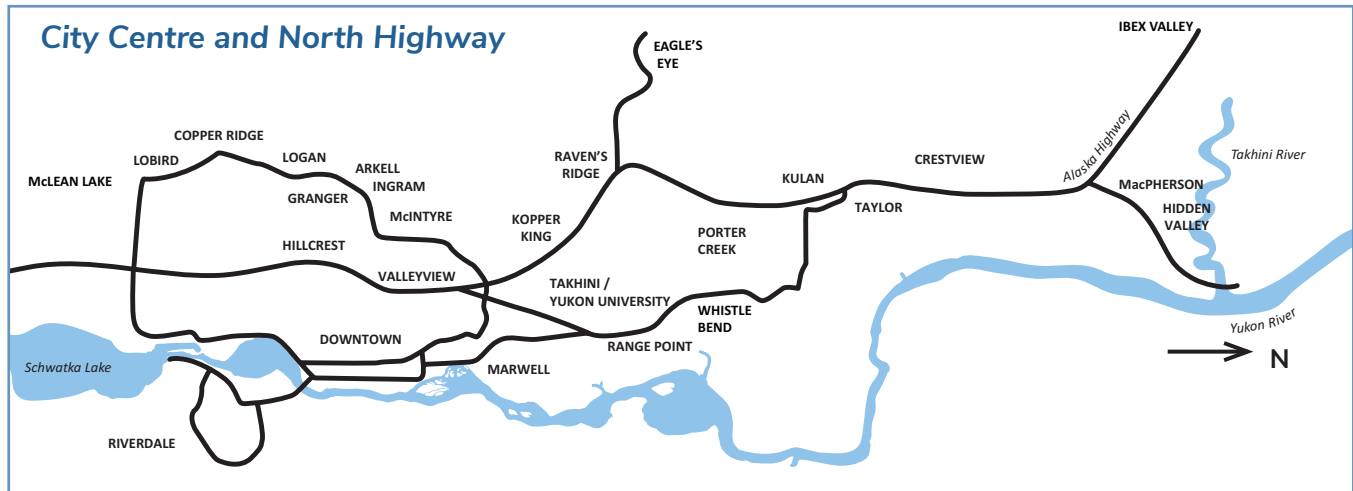 City Centre and North Highway
EAGLE'S
EYE
IBEX VALLEY
COPPER RIDGE
LOBIRD
LOGAN
ARKELL
INGRAM
McLEAN LAKE
GRANGER
McINTYRE
RAVEN'S
RIDGE
KULAN
CRESTVIEW
Alaska Highway
Takhini River
MacPHERSON
HIDDEN
VALLEY
TAYLOR
KOPPER
KING
PORTER
CREEK
HILLCREST
VALLEYVIEW
TAKHINI /
YUKON UNIVERSITY
WHISTLE
BEND
RANGE POINT
DOWNTOWN
MARWELL
Schwatka Lake
Yukon River
N
RIVERDALE